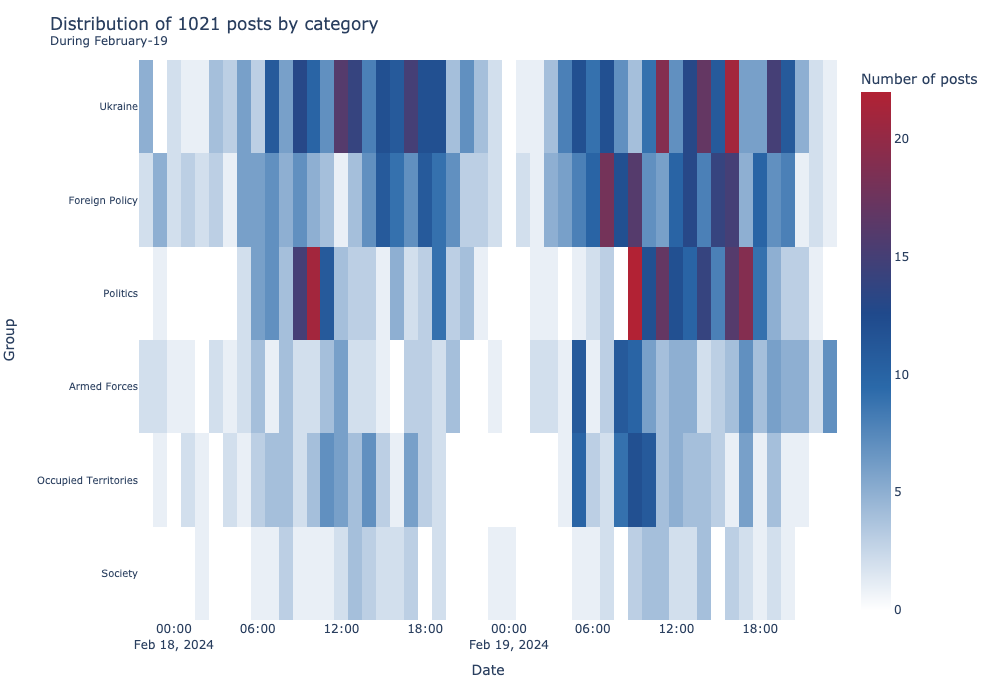 Distribution of 1021 posts by category
During February-19
Number of posts
Ukraine
Foreign Policy
Politics
Armed Forces
Occupied Territories
Society
Group
20
15
10
5
0
00:00 06:00 12:00 18:00 00:00 06:00 12:00 18:00
Feb 18, 2024 Feb 19, 2024
Date